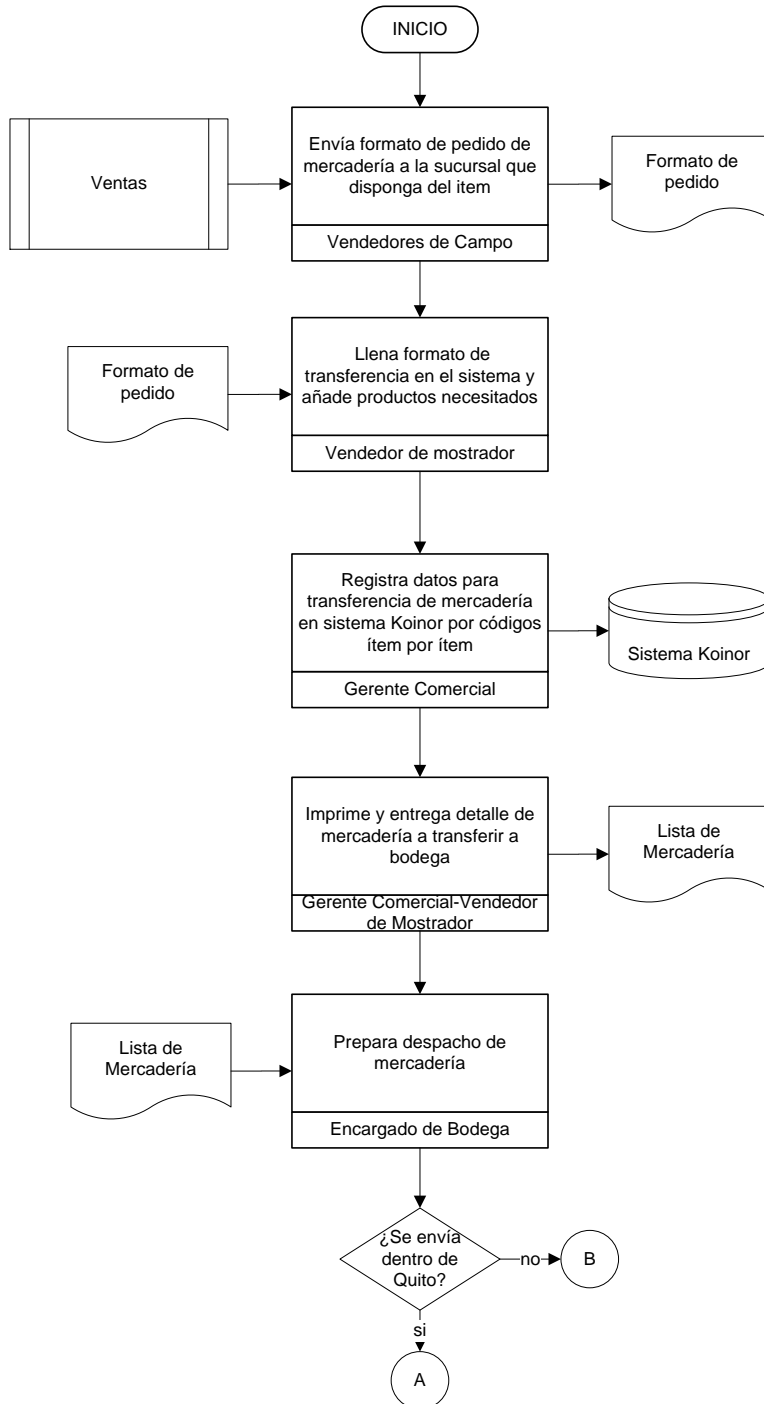 INICIO
Ventas
Envía formato de pedido de
mercadería a la sucursal que
disponga del item
Vendedores de Campo
Formato de
pedido
Formato de
pedido
Llena formato de
transferencia en el sistema y
añade productos necesitados
Vendedor de mostrador
Registra datos para
transferencia de mercadería
en sistema Koinor por códigos
ítem por ítem
Gerente Comercial
Sistema Koinor
Imprime y entrega detalle de
mercadería a transferir a
bodega
Gerente Comercial-Vendedor
de Mostrador
Lista de
Mercadería
Lista de
Mercadería
Prepara despacho de
mercadería
Encargado de Bodega
¿Se envía
dentro de
Quito?
no
B
si
A